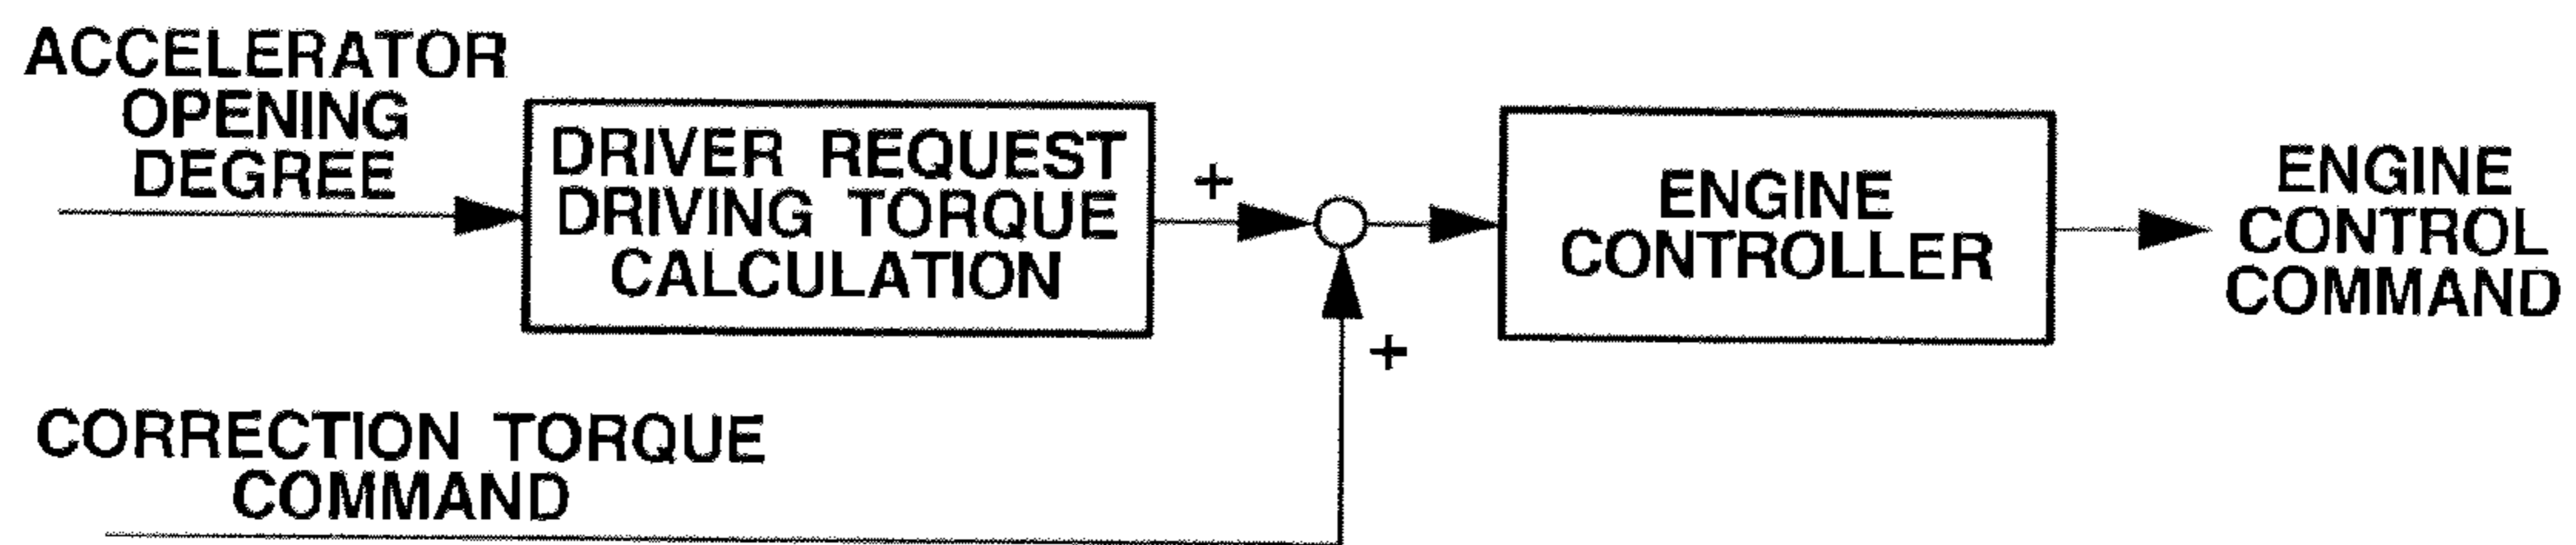 ACCELERATOR
OPENING
DEGREE
DRIVER REQUEST
DRIVING TORQUE
CALCULATION
+
+
ENGINE
CONTROLLER
ENGINE
CONTROL
COMMAND
CORRECTION TORQUE
COMMAND